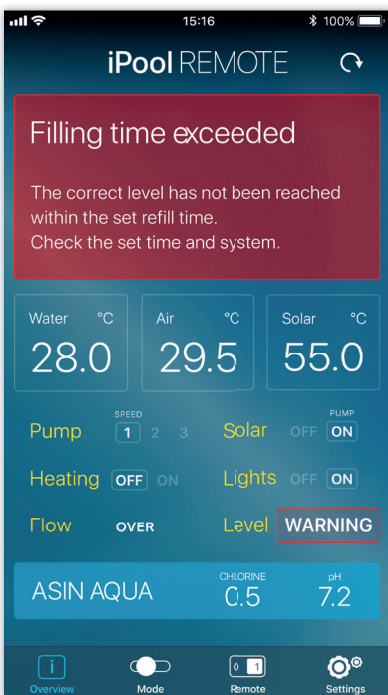 15:16 100%
iPool REMOTE
Filling time exceeded
The correct level has not been reached
within the set refill time.
Check the set time and system.
Water °C Air °C Solar °C
28.0 29.5 55.0
SPEED PUMP
Pump 1 2 3 Solar OFF ON
Heating OFF ON Lights OFF ON
Flow OVER Level WARNING
CHLORINE pH
ASIN AQUA 0.5 7.2
i 0 1
Overview Mode Remote Settings